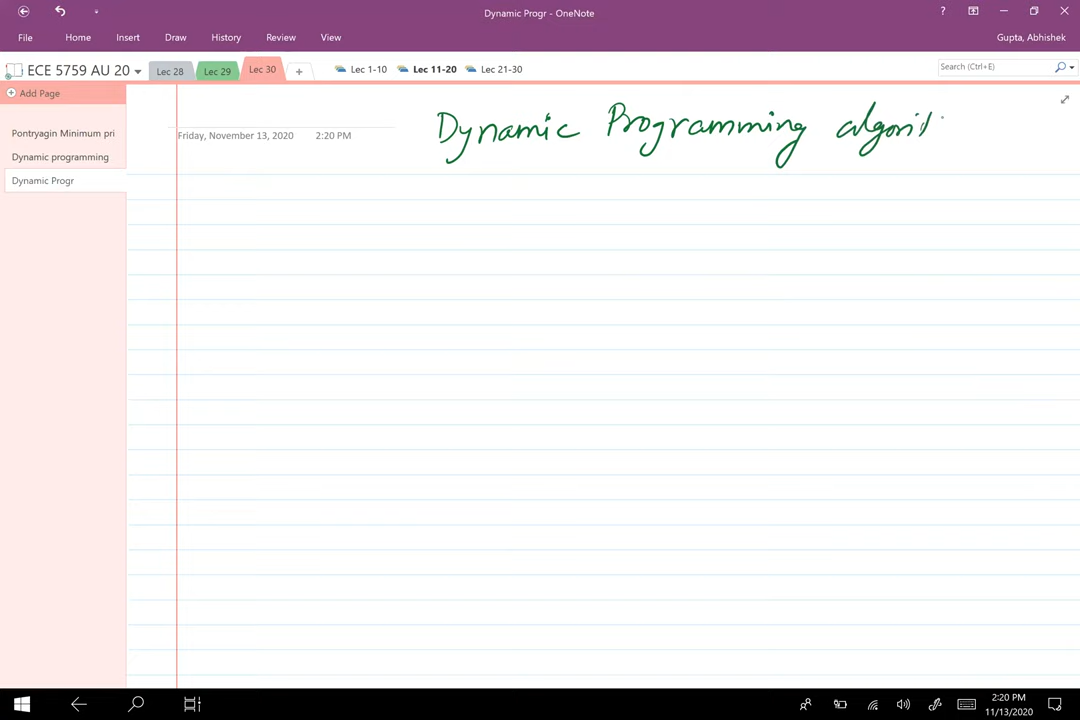 Dynamic Progr - OneNote
File Home Insert Draw History Review View
Gupta, Abhishek
ECE 5759 AU 20
Lec 28 Lec 29 Lec 30 Lec 1-10 Lec 11-20 Lec 21-30
Search (Ctrl+E)
Add Page
Pontryagin Minimum pri
Dynamic programming
Dynamic Progr
Friday, November 13, 2020 2:20 PM
Dynamic Programming algorit
2:20 PM
11/13/2020